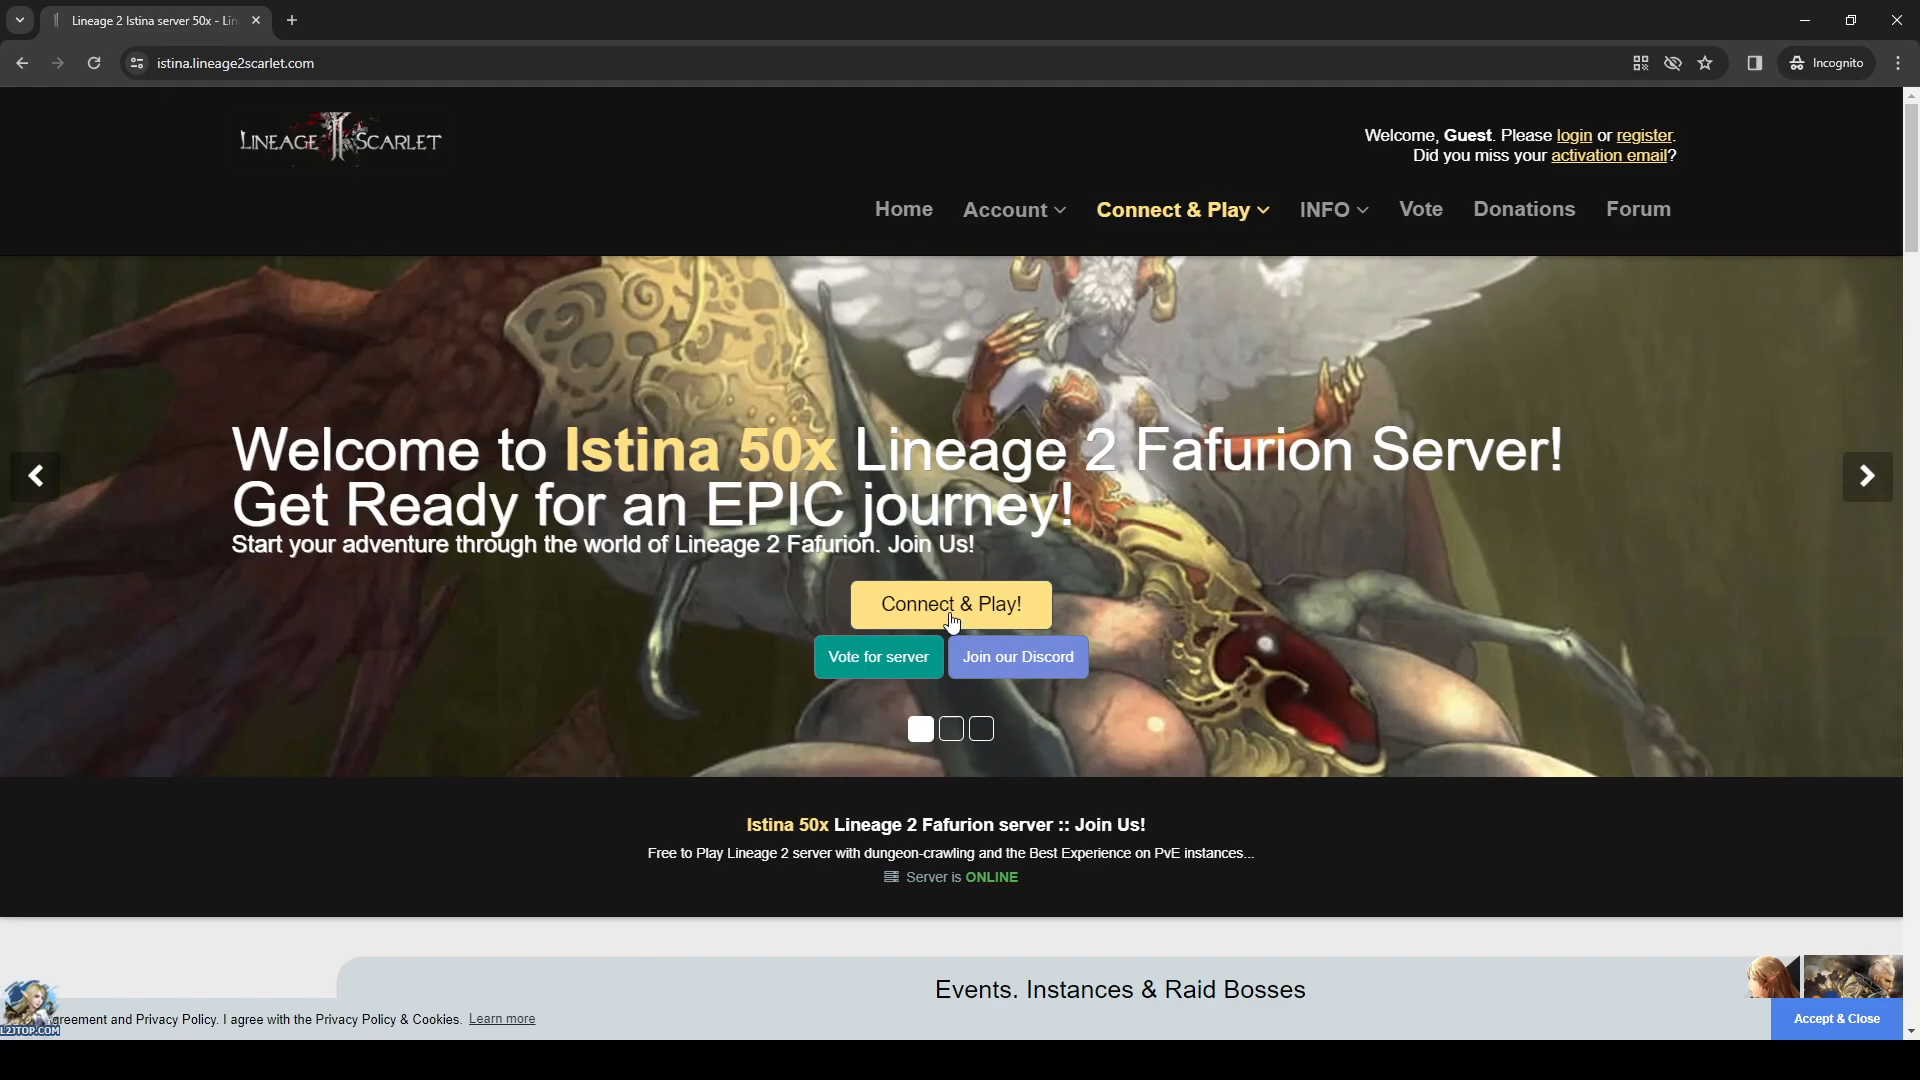 Lineage 2 Istina server 50x - Lin
istina.lineage2scarlet.com
Incognito
LINEAGE II SCARLET
Welcome, Guest. Please login or register.
Did you miss your activation email?
Home Account Connect & Play INFO Vote Donations Forum
Welcome to Istina 50x Lineage 2 Fafurion Server!
Get Ready for an EPIC journey!
Start your adventure through the world of Lineage 2 Fafurion. Join Us!
Connect & Play!
Vote for server Join our Discord
Istina 50x Lineage 2 Fafurion server :: Join Us!
Free to Play Lineage 2 server with dungeon-crawling and the Best Experience on PvE instances...
Server is ONLINE
Events. Instances & Raid Bosses
greement and Privacy Policy. I agree with the Privacy Policy & Cookies. Learn more
Accept & Close
L2JTOP.COM